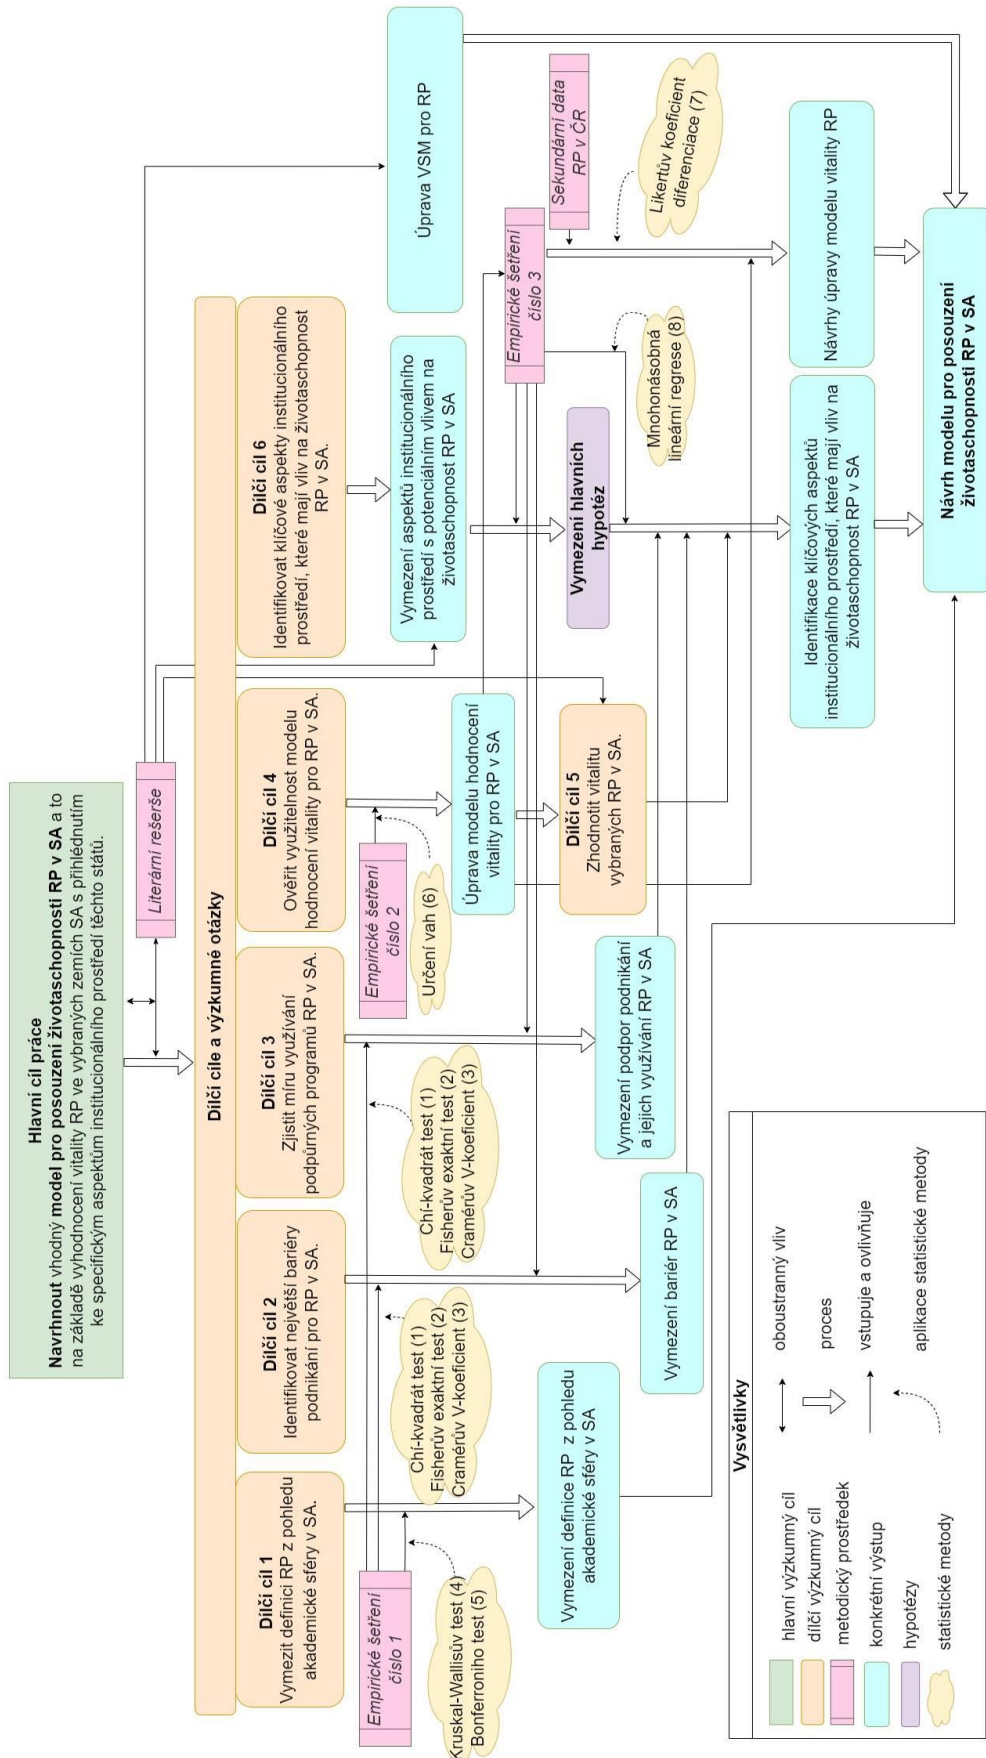 Hlavní cíl práce
Navrhnout vhodný model pro posouzení životaschopnosti RP v SA a to
na základě vyhodnocení vitality RP ve vybraných zemích SA s přihlédnutím
ke specifickým aspektům institucionálního prostředí těchto států.
Literární rešerše
Dílčí cíle a výzkumné otázky
Dílčí cíl 1
Vymezit definici RP z pohledu
akademické sféry v SA.
Dílčí cíl 2
Identifikovat největší bariéry
podnikání pro RP v SA.
Dílčí cíl 3
Zjistit míru využívání
podpůrných programů RP v SA.
Dílčí cíl 4
Ověřit využitelnost modelu
hodnocení vitality pro RP v SA.
Dílčí cíl 6
Identifikovat klíčové aspekty institucionálního
prostředí, které mají vliv na životaschopnost
RP v SA.
Úprava VSM pro RP
Empirické šetření
číslo 1
Kruskal-Wallisův test (4)
Bonferroniho test (5)
Chí-kvadrát test (1)
Fisherův exaktní test (2)
Cramérův V-koeficient (3)
Chí-kvadrát test (1)
Fisherův exaktní test (2)
Cramérův V-koeficient (3)
Empirické šetření
číslo 2
Určení vah (6)
Vymezení aspektů institucionálního
prostředí s potenciálním vlivem na
životaschopnost RP v SA
Úprava modelu hodnocení
vitality pro RP v SA
Empirické šetření
číslo 3
Sekundární data
RP v ČR
Vymezení definice RP z pohledu
akademické sféry v SA
Vymezení bariér RP v SA
Vymezení podpor podnikání
a jejich využívání RP v SA
Dílčí cíl 5
Zhodnotit vitalitu
vybraných RP v SA.
Vymezení hlavních
hypotéz
Mnohonásobná
lineární regrese (8)
Likertův koeficient
diferenciace (7)
Identifikace klíčových aspektů
institucionálního prostředí, které mají vliv na
životaschopnost RP v SA
Návrhy úpravy modelu vitality RP
Návrh modelu pro posouzení
životaschopnosti RP v SA
Vysvětlivky
hlavní výzkumný cíl
dílčí výzkumný cíl
metodický prostředek
konkrétní výstup
hypotézy
statistické metody
oboustranný vliv
proces
vstupuje a ovlivňuje
aplikace statistické metody